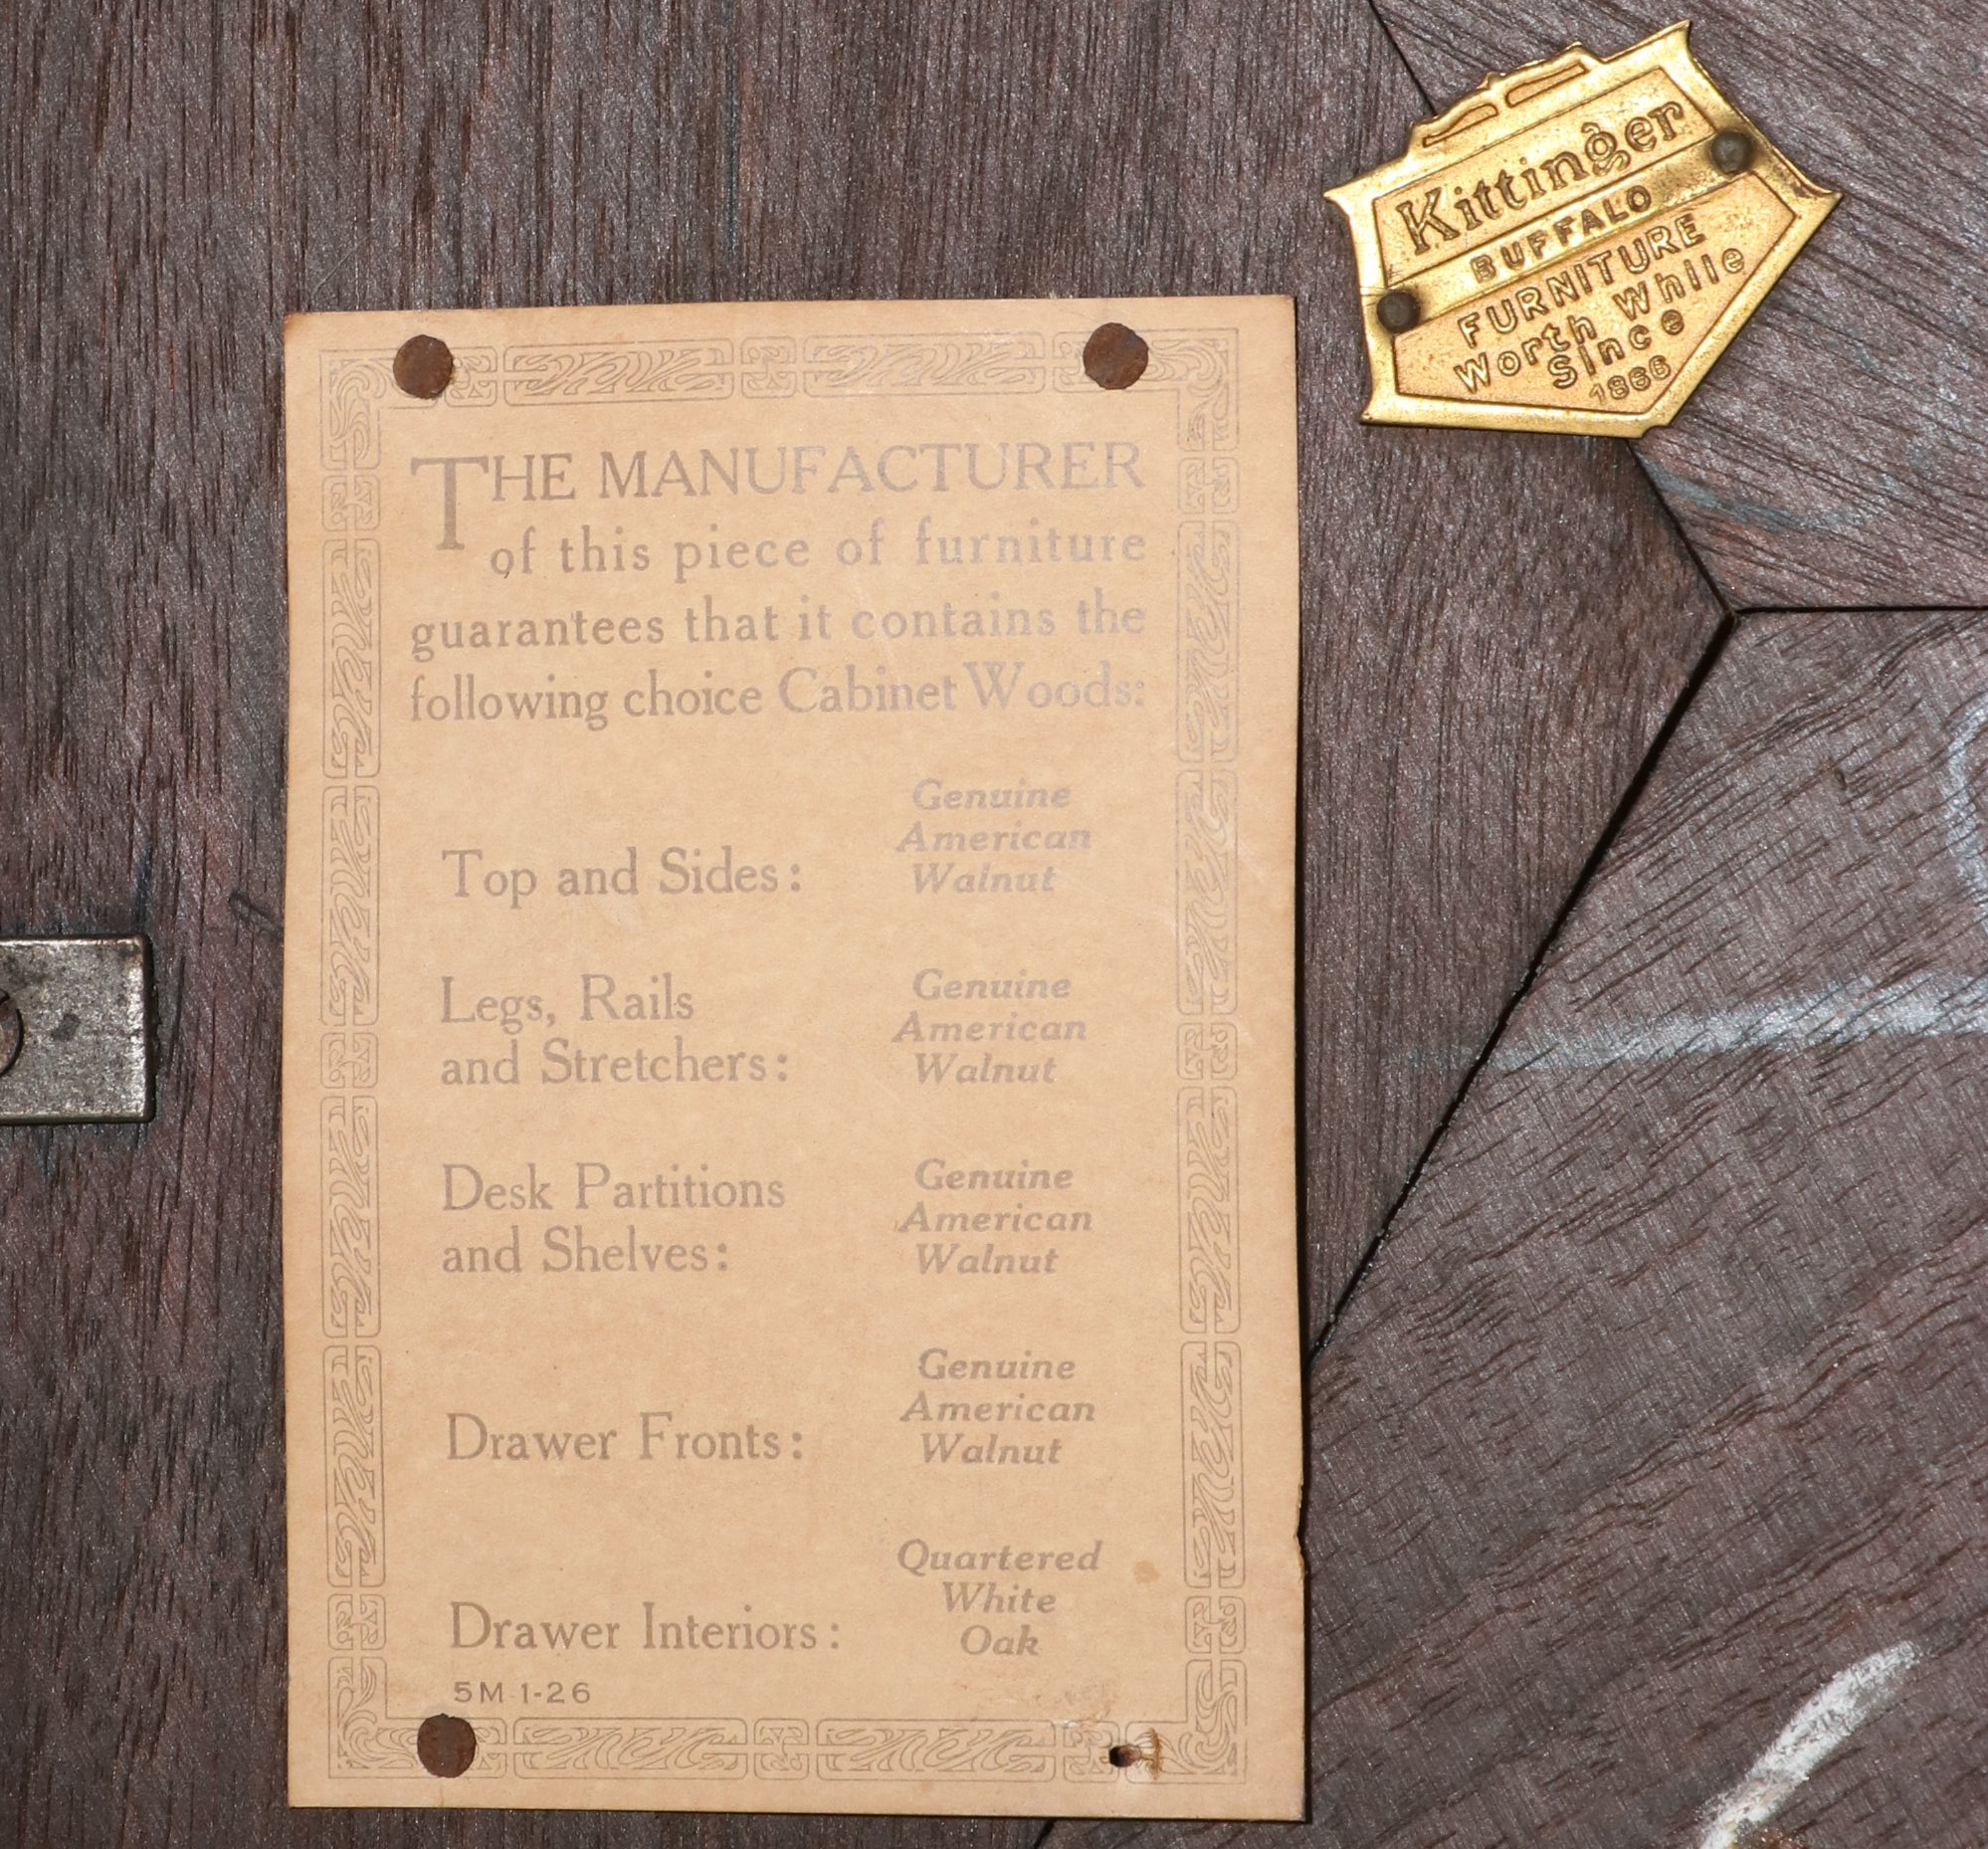 Kittinger
BUFFALO
FURNITURE
Worth While
Since
1866
THE MANUFACTURER
of this piece of furniture
guarantees that it contains the
following choice Cabinet Woods:
Top and Sides: Genuine
American
Walnut
Legs, Rails
and Stretchers: Genuine
American
Walnut
Desk Partitions
and Shelves: Genuine
American
Walnut
Drawer Fronts: Genuine
American
Walnut
Drawer Interiors: Quartered
White
Oak
5M 1-26